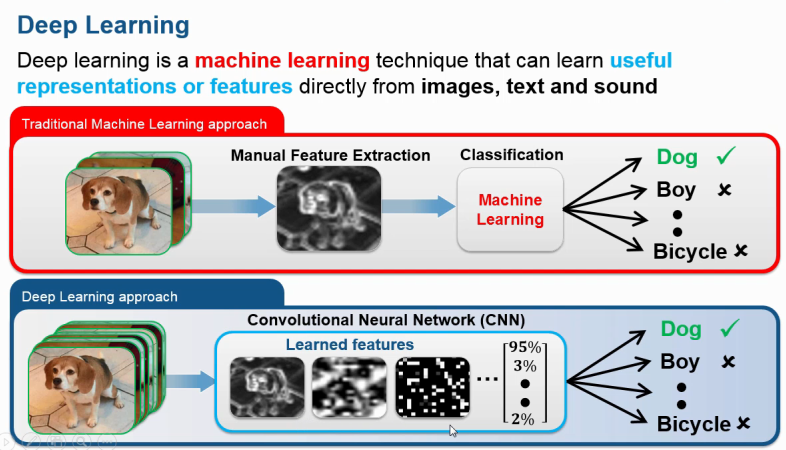 Deep Learning
Deep learning is a machine learning technique that can learn useful
representations or features directly from images, text and sound
Traditional Machine Learning approach
Manual Feature Extraction
Classification
Machine
Learning
Dog ✓
Boy ✘
●
●
Bicycle ✘
Deep Learning approach
Convolutional Neural Network (CNN)
Learned features
...
95%
3%
●
●
2%
Dog ✓
Boy ✘
●
●
Bicycle ✘